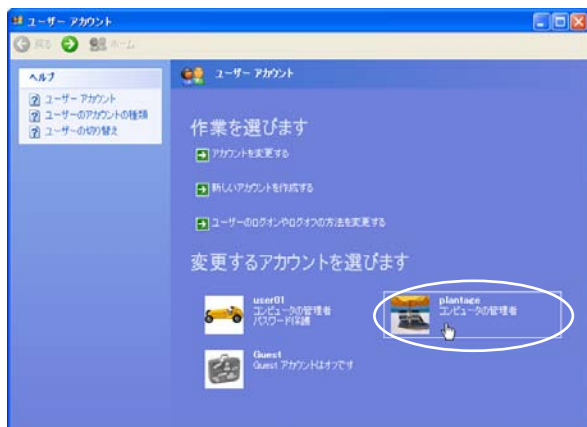 ユーザー アカウント
戻る
ホーム
ヘルプ
ユーザー アカウント
ユーザーのアカウントの種類
ユーザーの切り替え
ユーザー アカウント
作業を選びます
アカウントを変更する
新しいアカウントを作成する
ユーザーのログオンやログオフの方法を変更する
変更するアカウントを選びます
user01
コンピュータの管理者
パスワード保護
plantage
コンピュータの管理者
Guest
Guest アカウントはオフです